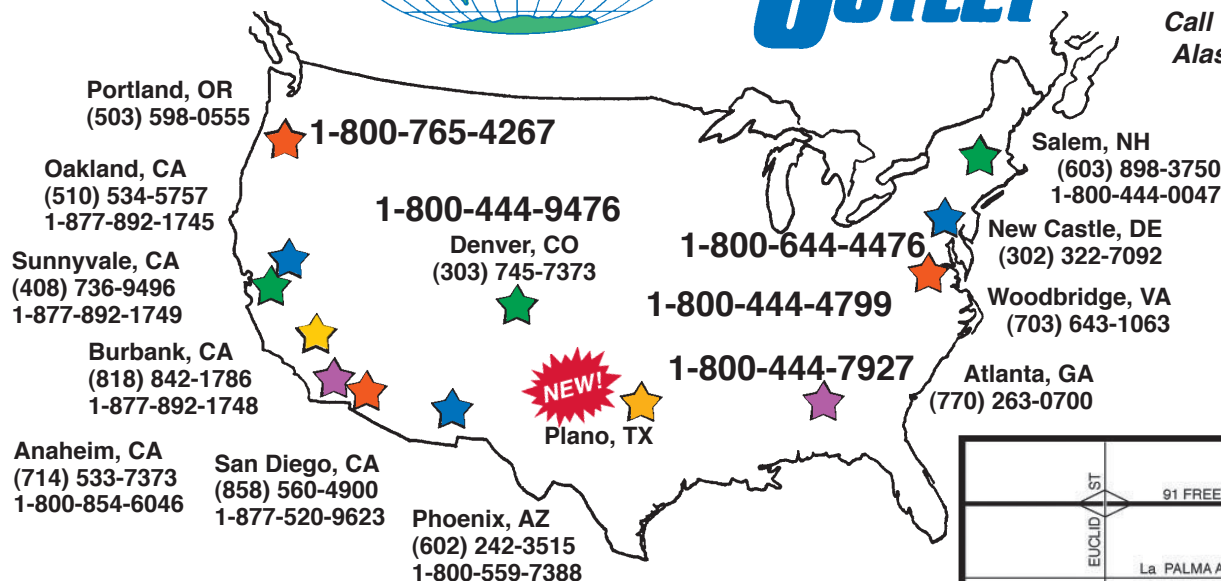 OUTLET
Call
Alas
Portland, OR
(503) 598-0555
1-800-765-4267
Oakland, CA
(510) 534-5757
1-877-892-1745
Sunnyvale, CA
(408) 736-9496
1-877-892-1749
Burbank, CA
(818) 842-1786
1-877-892-1748
Anaheim, CA
(714) 533-7373
1-800-854-6046
San Diego, CA
(858) 560-4900
1-877-520-9623
Phoenix, AZ
(602) 242-3515
1-800-559-7388
1-800-444-9476
Denver, CO
(303) 745-7373
NEW!
Plano, TX
1-800-644-4476
1-800-444-4799
1-800-444-7927
Salem, NH
(603) 898-3750
1-800-444-0047
New Castle, DE
(302) 322-7092
Woodbridge, VA
(703) 643-1063
Atlanta, GA
(770) 263-0700
EUCLID ST
91 FREE
La PALMA A